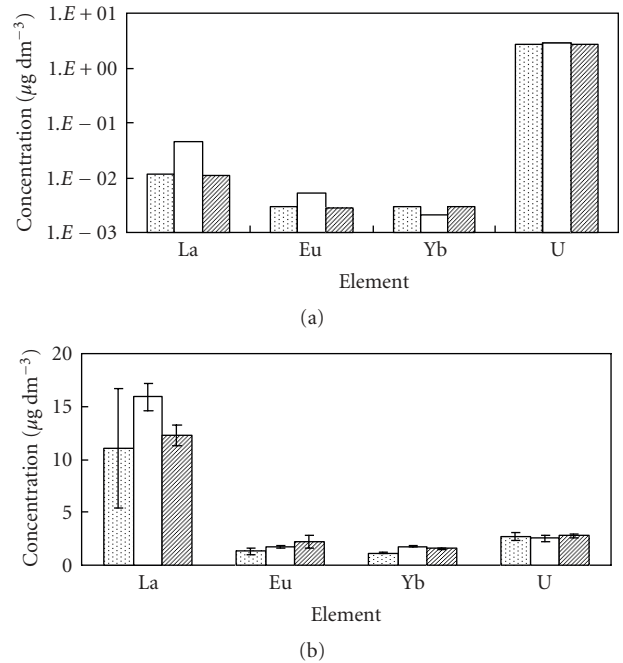 Concentration (µg dm−3)
1.E + 01
1.E + 00
1.E − 01
1.E − 02
1.E − 03
La Eu Yb U
Element
(a)
Concentration (µg dm−3)
20
15
10
5
0
La Eu Yb U
Element
(b)